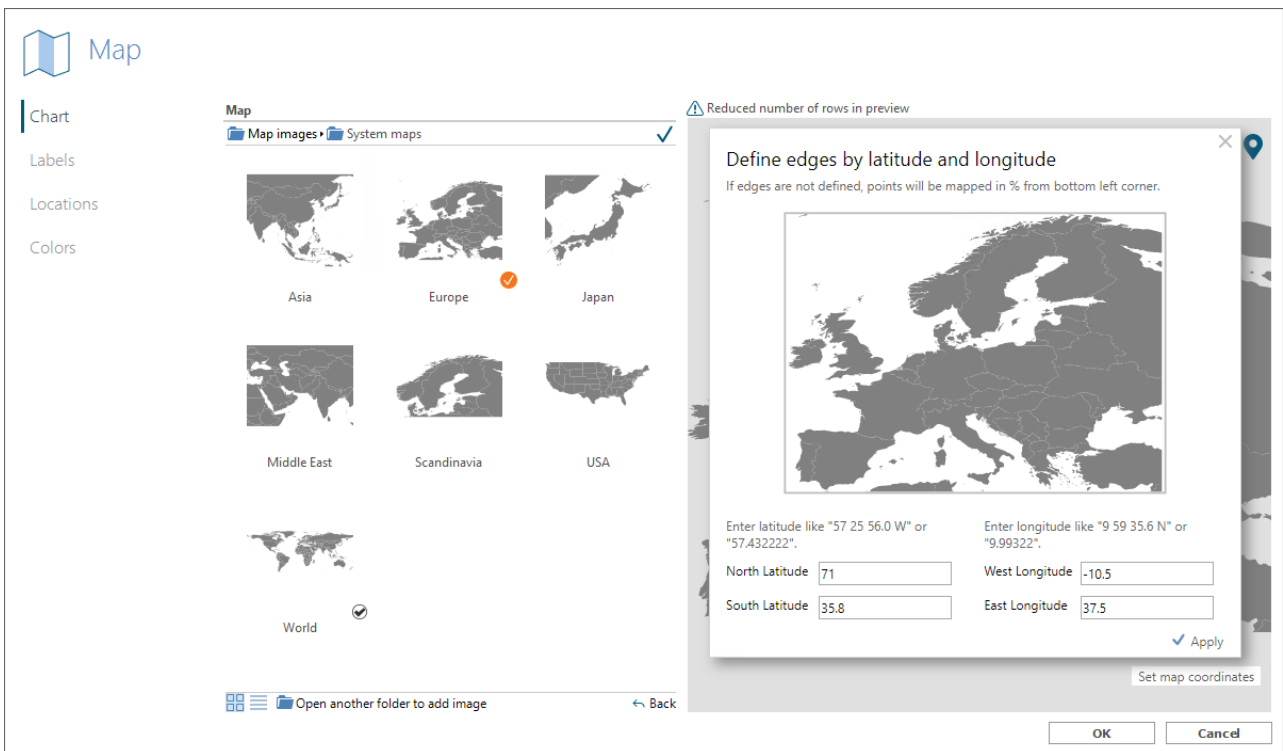 Map
Chart
Labels
Locations
Colors
Map
Map images System maps
Asia
Europe
Japan
Middle East
Scandinavia
USA
World
Open another folder to add image
Back
Reduced number of rows in preview
Define edges by latitude and longitude
If edges are not defined, points will be mapped in % from bottom left corner.
Enter latitude like "57 25 56.0 W" or
"57.432222".
Enter longitude like "9 59 35.6 N" or
"9.99322".
North Latitude 71
West Longitude -10.5
South Latitude 35.8
East Longitude 37.5
Apply
Set map coordinates
OK
Cancel